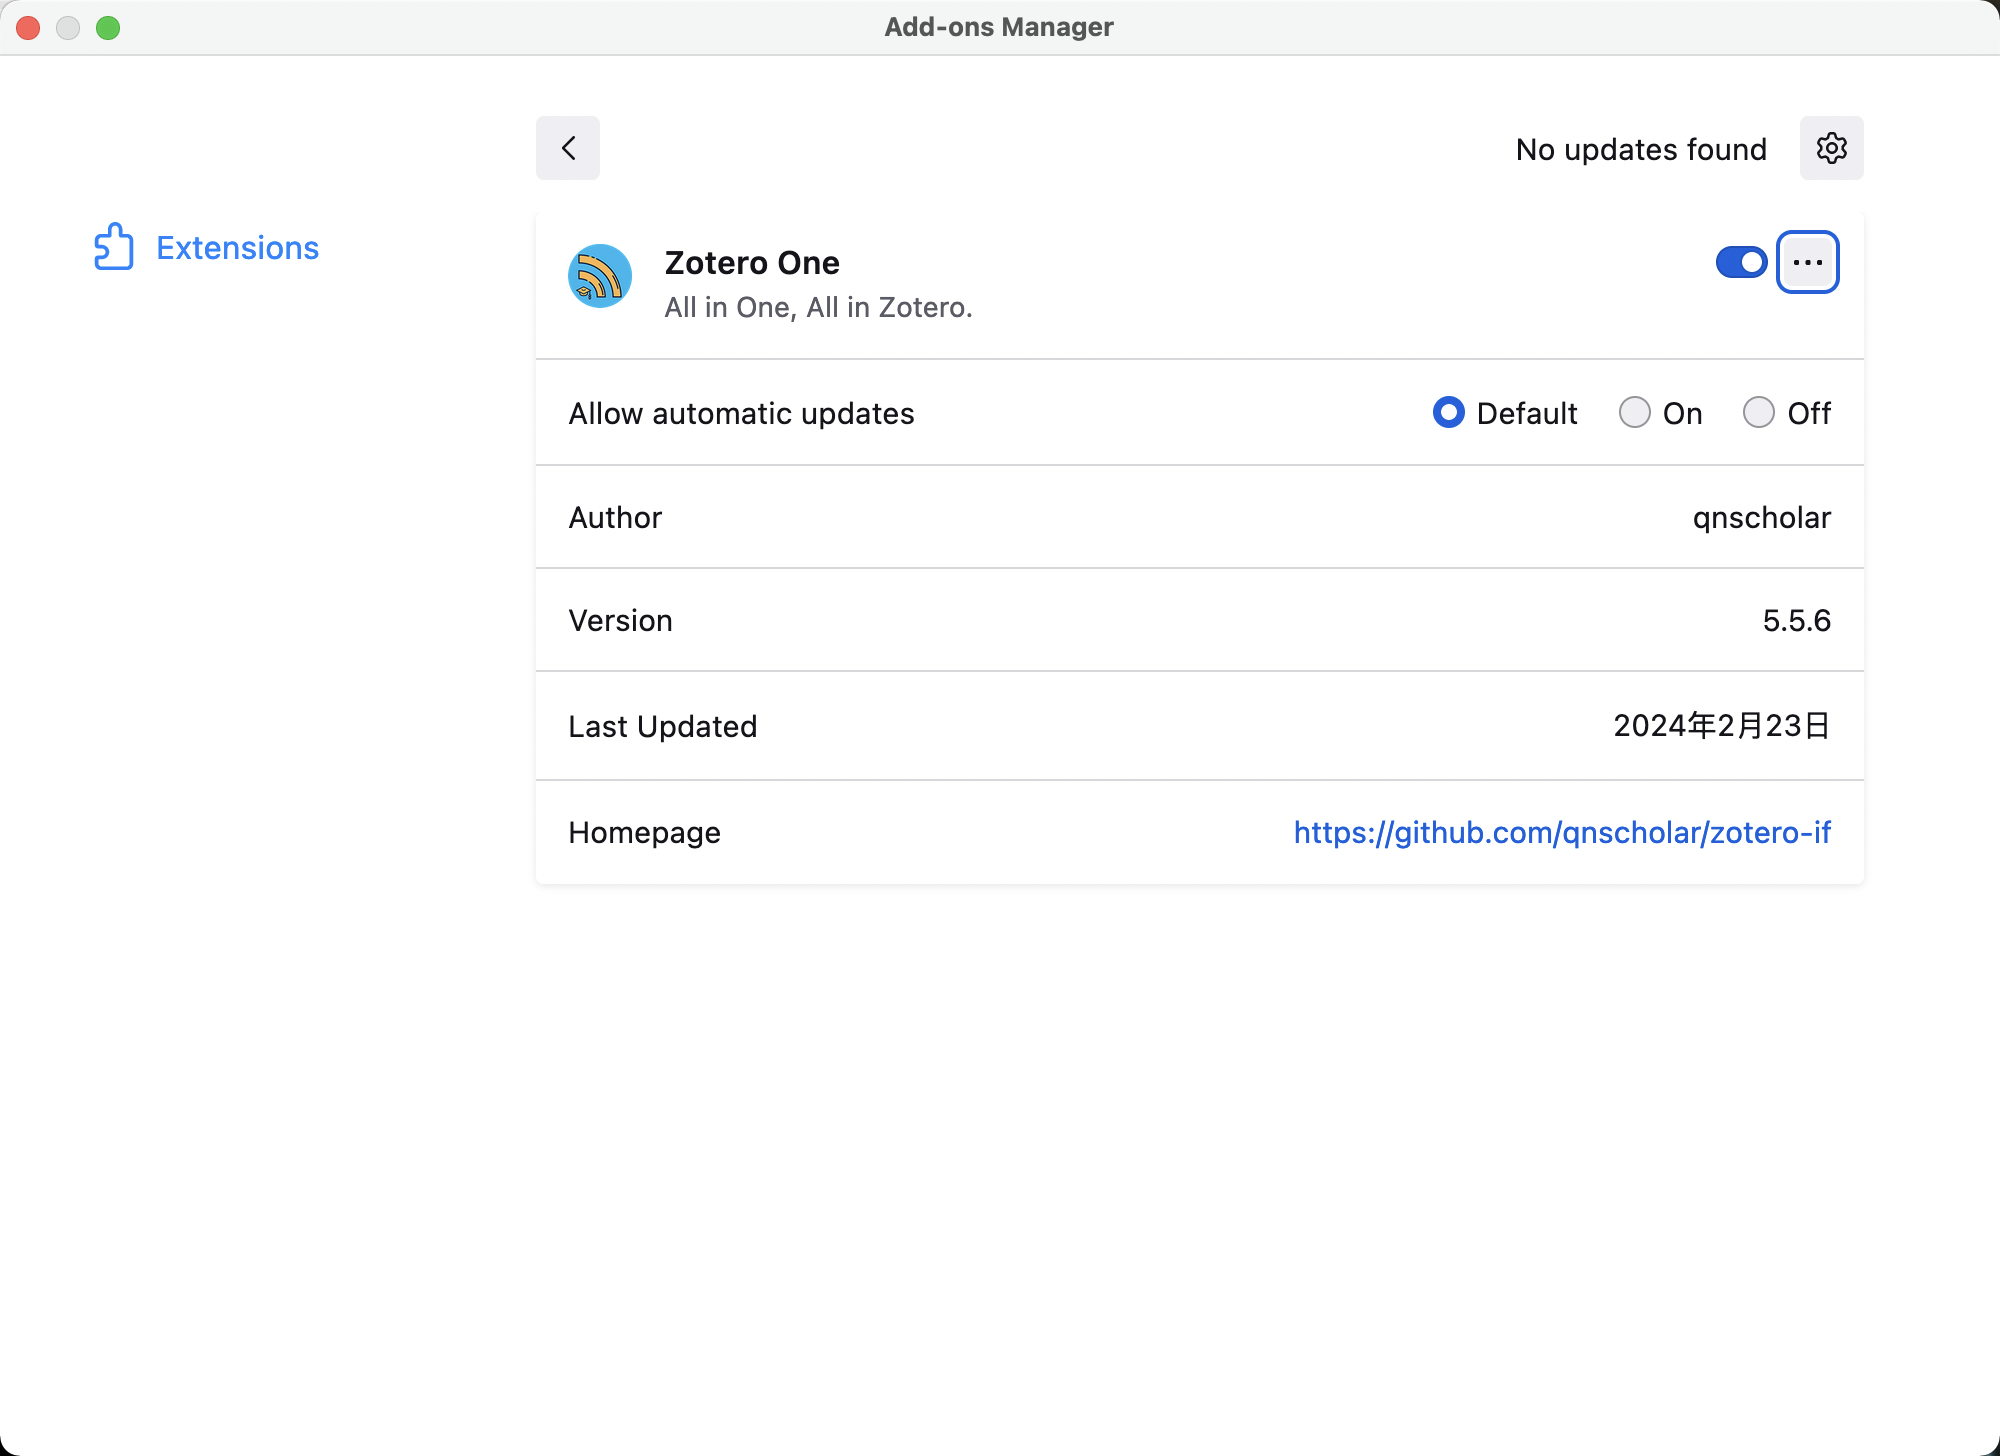 Add-ons Manager
No updates found
Extensions
Zotero One
All in One, All in Zotero.
Allow automatic updates
Default
On
Off
Author
qnscholar
Version
5.5.6
Last Updated
2024年2月23日
Homepage
https://github.com/qnscholar/zotero-if